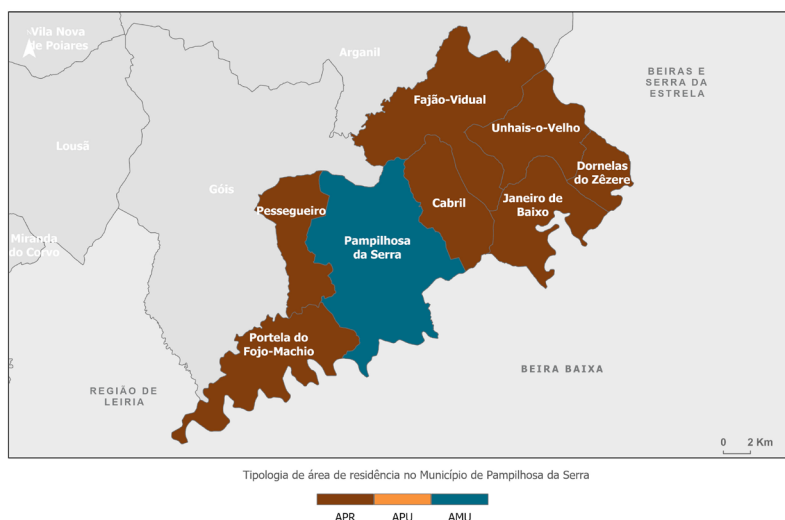 Vila Nova
de Poiares
Arganil
BEIRAS E
SERRA DA
ESTRELA
Fajão-Vidual
Unhais-o-Velho
Lousã
Dornelas
do Zêzere
Góis
Janeiro de
Baixo
Cabril
Pessegueiro
Miranda
do Corvo
Pampilhosa
da Serra
Portela do
Fojo-Machio
BEIRA BAIXA
REGIÃO DE
LEIRIA
0 2 Km
Tipologia de área de residência no Município de Pampilhosa da Serra
APR APU AMU